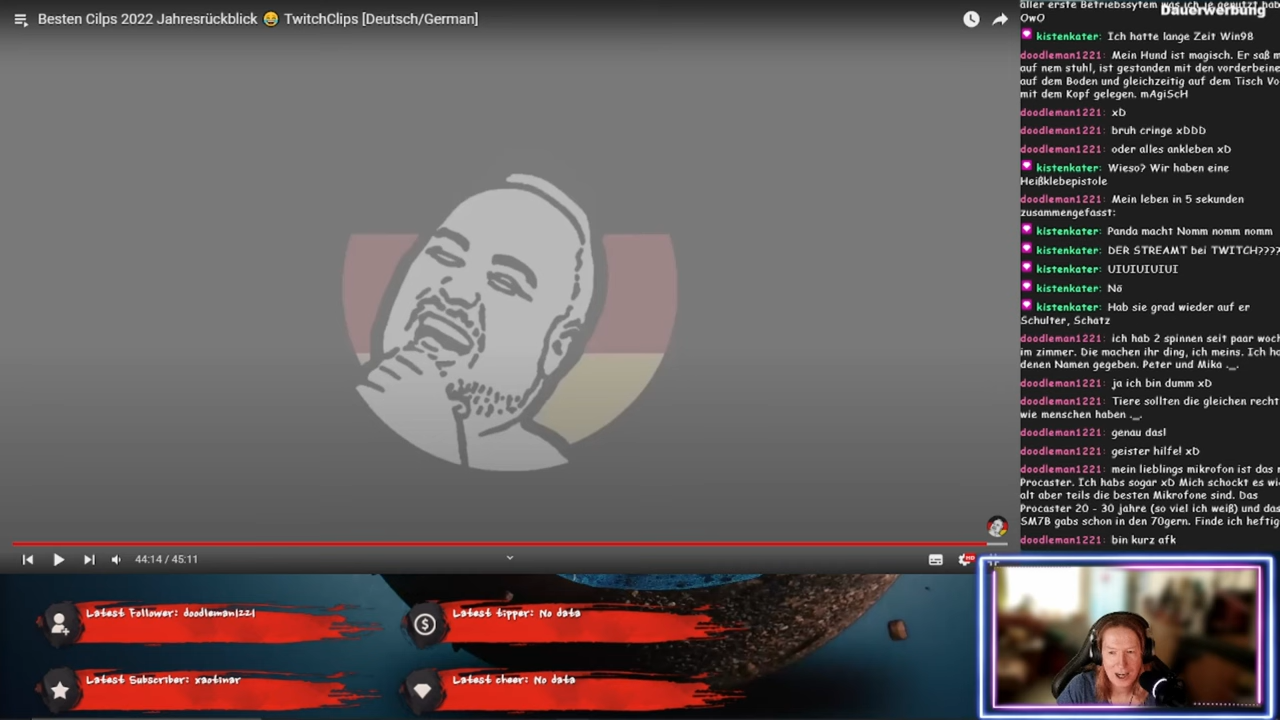 Besten Cilps 2022 Jahresrückblick 😂 TwitchClips [Deutsch/German]
Dauerwerbung
aller erste Betriebssytem was ich je genutzt
OwO
kistenkater: Ich hatte lange Zeit Win98
doodleman1221: Mein Hund ist magisch. Er saß
auf nem stuhl, ist gestanden mit den
auf dem Boden und gleichzeitig auf dem Tisch
mit dem Kopf gelegen. mAgiScH
doodleman1221: xD
doodleman1221: bruh cringe xDDD
doodleman1221: oder alles ankleben xD
kistenkater: Wieso? Wir haben eine
Heißklebepistole
doodleman1221: Mein leben in 5 sekunden
zusammengefasst:
kistenkater: Panda macht Nomm nomm nomm
kistenkater: DER STREAMT bei TWITCH????
kistenkater: UIUIUIUIUI
kistenkater: Nö
kistenkater: Hab sie grad wieder auf er
Schulter, Schatz
doodleman1221: ich hab 2 spinnen seit paar
im zimmer. Die machen ihr ding, ich meins. Ich
denen Namen gegeben. Peter und Mika ._.
doodleman1221: ja ich bin dumm xD
doodleman1221: Tiere sollten die gleichen
wie menschen haben ._.
doodleman1221: genau das!
doodleman1221: geister hilfe! xD
doodleman1221: mein lieblings mikrofon ist das
Procaster. Ich habs sogar xD Mich schockt es
alt aber teils die besten Mikrofone sind. Das
Procaster 20 - 30 jahre (so viel ich weiß) und
SM7B gabs schon in den 70gern. Finde ich
doodleman1221: bin kurz afk
44:14 / 45:11
HD
Latest Follower: doodleman1221
Latest tipper: No data
Latest Subscriber: xaotinar
Latest cheer: No data